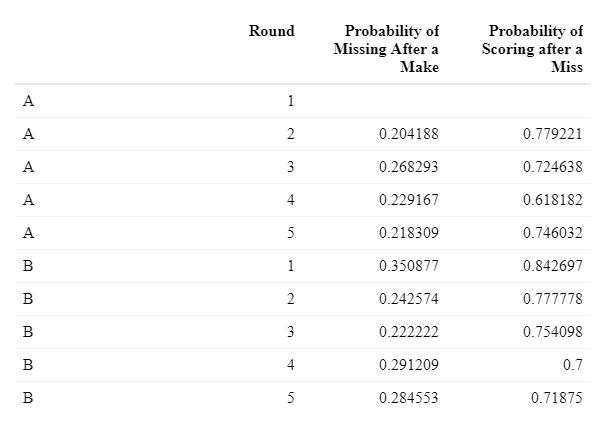 Round Probability of Missing After a Make Probability of Scoring after a Miss
A 1
A 2 0.204188 0.779221
A 3 0.268293 0.724638
A 4 0.229167 0.618182
A 5 0.218309 0.746032
B 1 0.350877 0.842697
B 2 0.242574 0.777778
B 3 0.222222 0.754098
B 4 0.291209 0.7
B 5 0.284553 0.71875